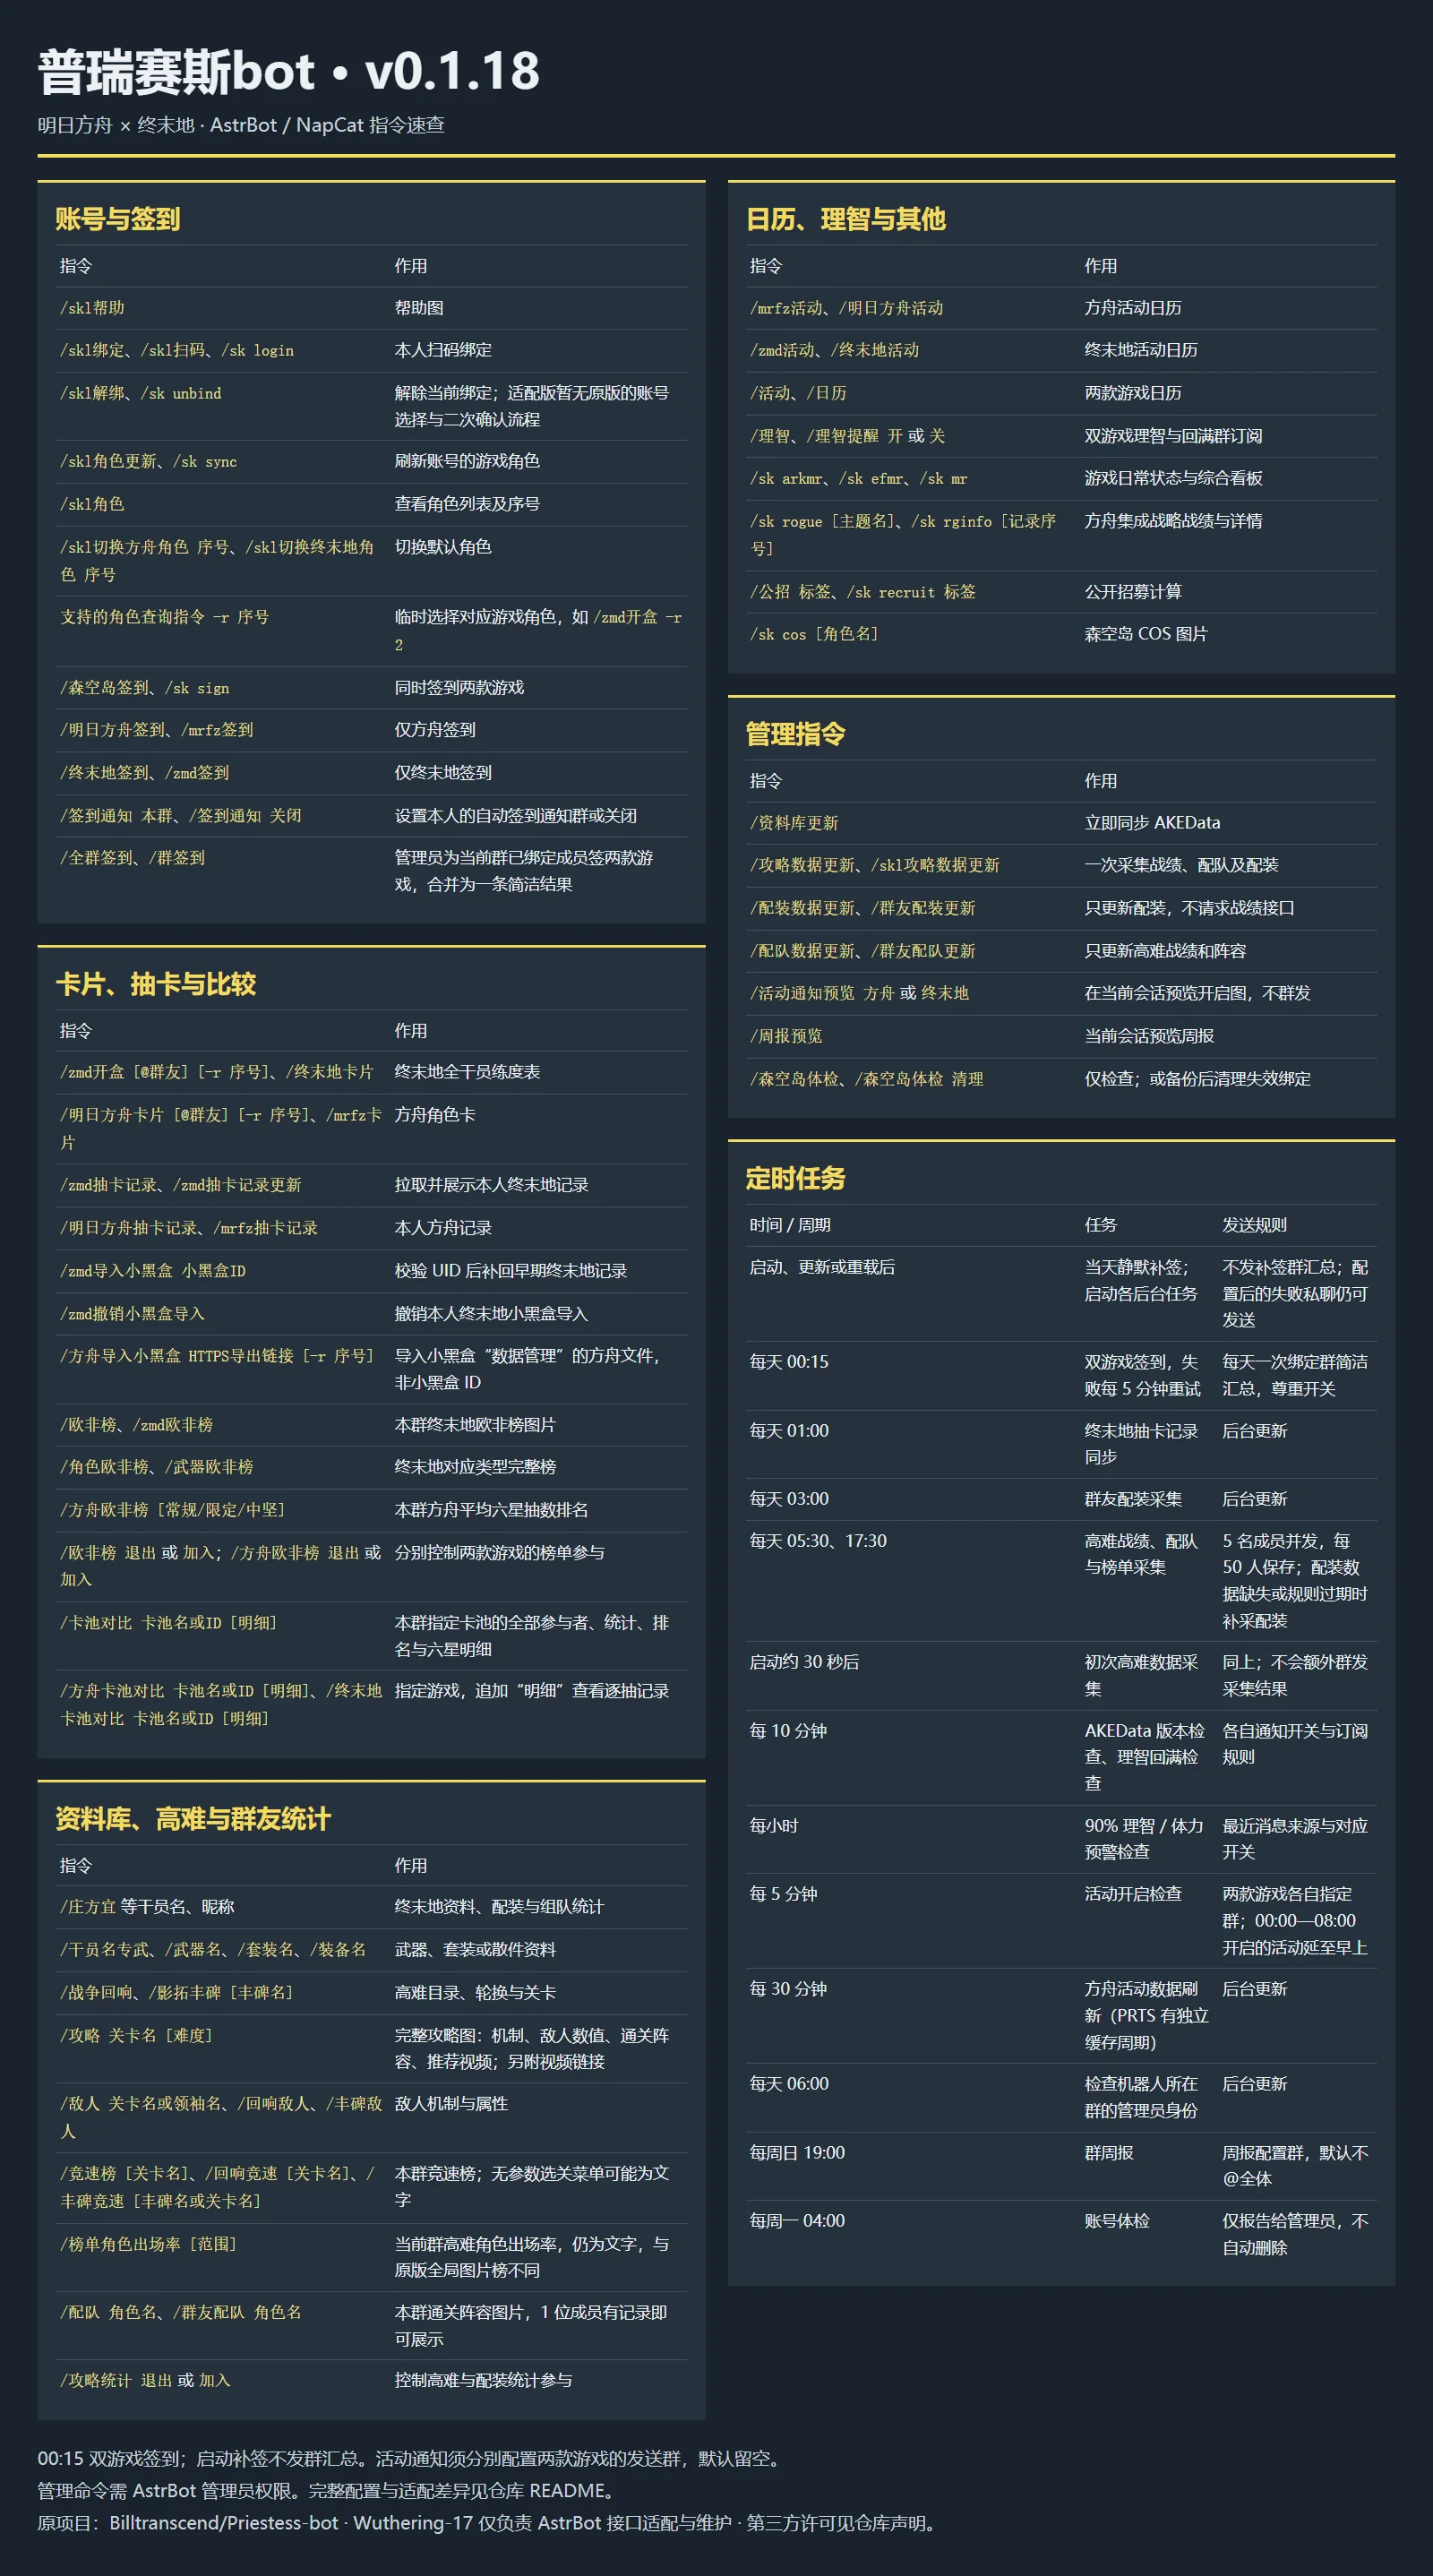 普瑞赛斯bot · v0.1.18
明日方舟 × 终末地 · AstrBot / NapCat 指令速查
账号与签到
指令 作用
/skl帮助 帮助图
/skl绑定、/skl扫码、/sk login 本人扫码绑定
/skl解绑、/sk unbind 解除当前绑定；适配版暂无原版的账号
选择与二次确认流程
/skl角色更新、/sk sync 刷新账号的游戏角色
/skl角色 查看角色列表及序号
/skl切换方舟角色 序号、/skl切换终末地角 切换默认角色
色 序号
支持的角色查询指令 -r 序号 临时选择对应游戏角色，如 /zmd开盒 -r
2
/森空岛签到、/sk sign 同时签到两款游戏
/明日方舟签到、/mrfz签到 仅方舟签到
/终末地签到、/zmd签到 仅终末地签到
/签到通知 本群、/签到通知 关闭 设置本人的自动签到通知群或关闭
/全群签到、/群签到 管理员为当前群已绑定成员签两款游
戏，合并为一条简洁结果
卡片、抽卡与比较
指令 作用
/zmd开盒 [@群友] [-r 序号]、/终末地卡片 终末地全干员练度表
/明日方舟卡片 [@群友] [-r 序号]、/mrfz卡 方舟角色卡
片
/zmd抽卡记录、/zmd抽卡记录更新 拉取并展示本人终末地记录
/明日方舟抽卡记录、/mrfz抽卡记录 本人方舟记录
/zmd导入小黑盒 小黑盒ID 校验 UID 后补回早期终末地记录
/zmd撤销小黑盒导入 撤销本人终末地小黑盒导入
/方舟导入小黑盒 HTTPS导出链接 [-r 序号] 导入小黑盒“数据管理”的方舟文件，
非小黑盒 ID
/欧非榜、/zmd欧非榜 本群终末地欧非榜图片
/角色欧非榜、/武器欧非榜 终末地对应类型完整榜
/方舟欧非榜 [常规/限定/中坚] 本群方舟平均六星抽数排名
/欧非榜 退出 或 加入；/方舟欧非榜 退出 或 分别控制两款游戏的榜单参与
加入
/卡池对比 卡池名或ID [明细] 本群指定卡池的全部参与者、统计、排
名与六星明细
/方舟卡池对比 卡池名或ID [明细]、/终末地 指定游戏，追加“明细”查看逐抽记录
卡池对比 卡池名或ID [明细]
资料库、高难与群友统计
指令 作用
/庄方宜 等干员名、昵称 终末地资料、配装与组队统计
/干员名专武、/武器名、/套装名、/装备名 武器、套装或散件资料
/战争回响、/影拓丰碑 [丰碑名] 高难目录、轮换与关卡
/攻略 关卡名 [难度] 完整攻略图：机制、敌人数值、通关阵
容、推荐视频；另附视频链接
/敌人 关卡名或领袖名、/回响敌人、/丰碑敌 敌人机制与属性
人
/竞速榜 [关卡名]、/回响竞速 [关卡名]、/ 本群竞速榜；无参数选关菜单可能为文
丰碑竞速 [丰碑名或关卡名] 字
/榜单角色出场率 [范围] 当前群高难角色出场率，仍为文字，与
原版全局图片榜不同
/配队 角色名、/群友配队 角色名 本群通关阵容图片，1 位成员有记录即
可展示
/攻略统计 退出 或 加入 控制高难与配装统计参与
日历、理智与其他
指令 作用
/mrfz活动、/明日方舟活动 方舟活动日历
/zmd活动、/终末地活动 终末地活动日历
/活动、/日历 两款游戏日历
/理智、/理智提醒 开 或 关 双游戏理智与回满群订阅
/sk arkmr、/sk efmr、/sk mr 游戏日常状态与综合看板
/sk rogue [主题名]、/sk rginfo [记录序 方舟集成战略战绩与详情
号]
/公招 标签、/sk recruit 标签 公开招募计算
/sk cos [角色名] 森空岛 COS 图片
管理指令
指令 作用
/资料库更新 立即同步 AKEData
/攻略数据更新、/skl攻略数据更新 一次采集战绩、配队及配装
/配装数据更新、/群友配装更新 只更新配装，不请求战绩接口
/配队数据更新、/群友配队更新 只更新高难战绩和阵容
/活动通知预览 方舟 或 终末地 在当前会话预览开启图，不群发
/周报预览 当前会话预览周报
/森空岛体检、/森空岛体检 清理 仅检查；或备份后清理失效绑定
定时任务
时间 / 周期 任务 发送规则
启动、更新或重载后 当天静默补签； 不发补签群汇总；配
启动各后台任务 置后的失败私聊仍可
发送
每天 00:15 双游戏签到，失 每天一次绑定群简洁
败每 5 分钟重试 汇总，尊重开关
每天 01:00 终末地抽卡记录 后台更新
同步
每天 03:00 群友配装采集 后台更新
每天 05:30、17:30 高难战绩、配队 5 名成员并发，每
与榜单采集 50 人保存；配装数
据缺失或规则过期时
补采配装
启动约 30 秒后 初次高难数据采 同上；不会额外群发
集 采集结果
每 10 分钟 AKEData 版本检 各自通知开关与订阅
查、理智回满检 规则
查
每小时 90% 理智 / 体力 最近消息来源与对应
预警检查 开关
每 5 分钟 活动开启检查 两款游戏各自指定
群；00:00—08:00
开启的活动延至早上
每 30 分钟 方舟活动数据刷 后台更新
新（PRTS 有独立
缓存周期）
每天 06:00 检查机器人所在 后台更新
群的管理员身份
每周日 19:00 群周报 周报配置群，默认不
@全体
每周一 04:00 账号体检 仅报告给管理员，不
自动删除
00:15 双游戏签到；启动补签不发群汇总。活动通知须分别配置两款游戏的发送群，默认留空。
管理命令需 AstrBot 管理员权限。完整配置与适配差异见仓库 README。
原项目：Billtranscend/Priestess-bot · Wuthering-17 仅负责 AstrBot 接口适配与维护 · 第三方许可见仓库声明。